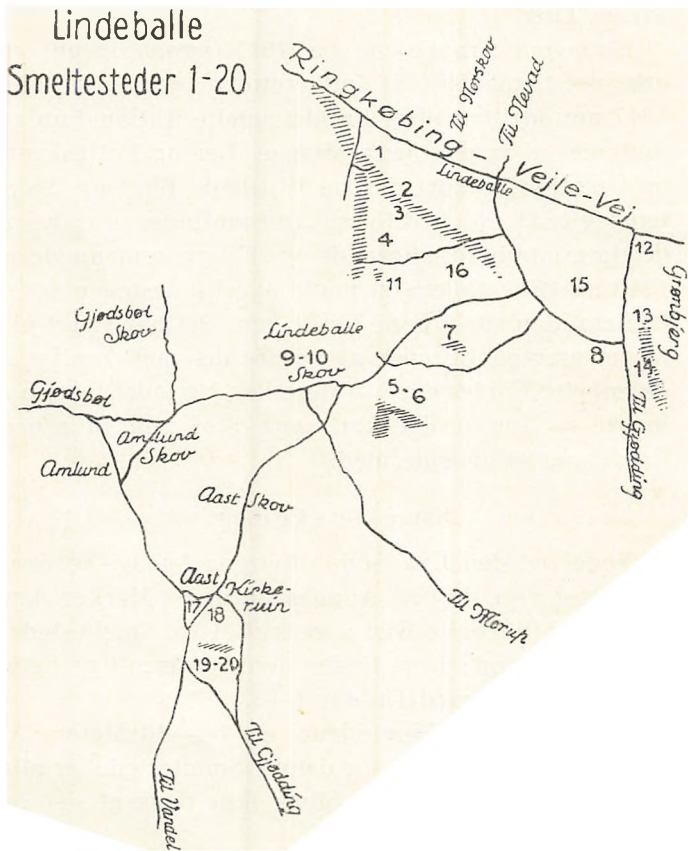 Lindeballe
Smeltesteder 1-20
Ringkøbing-Vejle-Vej
Til Norskov
Til Nevad
Lindeballe
1
2
3
4
11
16
12
15
Grønbjerg
13
14
8
7
Til Gjødding
Gjødsbøl
Skov
Lindeballe
9-10
Skov
5.
6
Gjødsbøl
Amlund
Skov
Amlund
Aast Skov
Aast
Kirke-
ruin
17
18
19-20
Til Mørup
Til Gjødding
Til Vandel